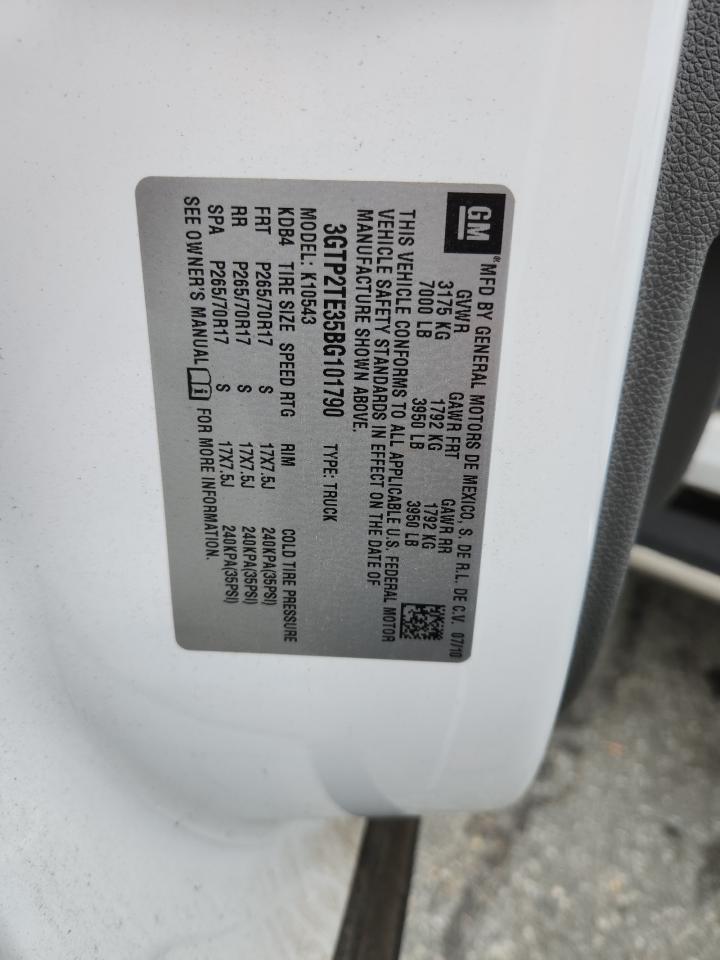 GM
® MFD BY GENERAL MOTORS DE MEXICO, S. DE R.L. DE C.V. 07/10
GVWR GAWR FRT GAWR RR
3175 KG 1792 KG 1792 KG
7000 LB 3950 LB 3950 LB
THIS VEHICLE CONFORMS TO ALL APPLICABLE U.S. FEDERAL MOTOR
VEHICLE SAFETY STANDARDS IN EFFECT ON THE DATE OF
MANUFACTURE SHOWN ABOVE.
3GTP2TE35BG101790 TYPE: TRUCK
MODEL: K10543
KDB4 TIRE SIZE SPEED RTG RIM COLD TIRE PRESSURE
FRT P265/70R17 S 17X7.5J 240KPA(35PSI)
RR P265/70R17 S 17X7.5J 240KPA(35PSI)
SPA P265/70R17 S 17X7.5J 240KPA(35PSI)
SEE OWNER'S MANUAL i FOR MORE INFORMATION.